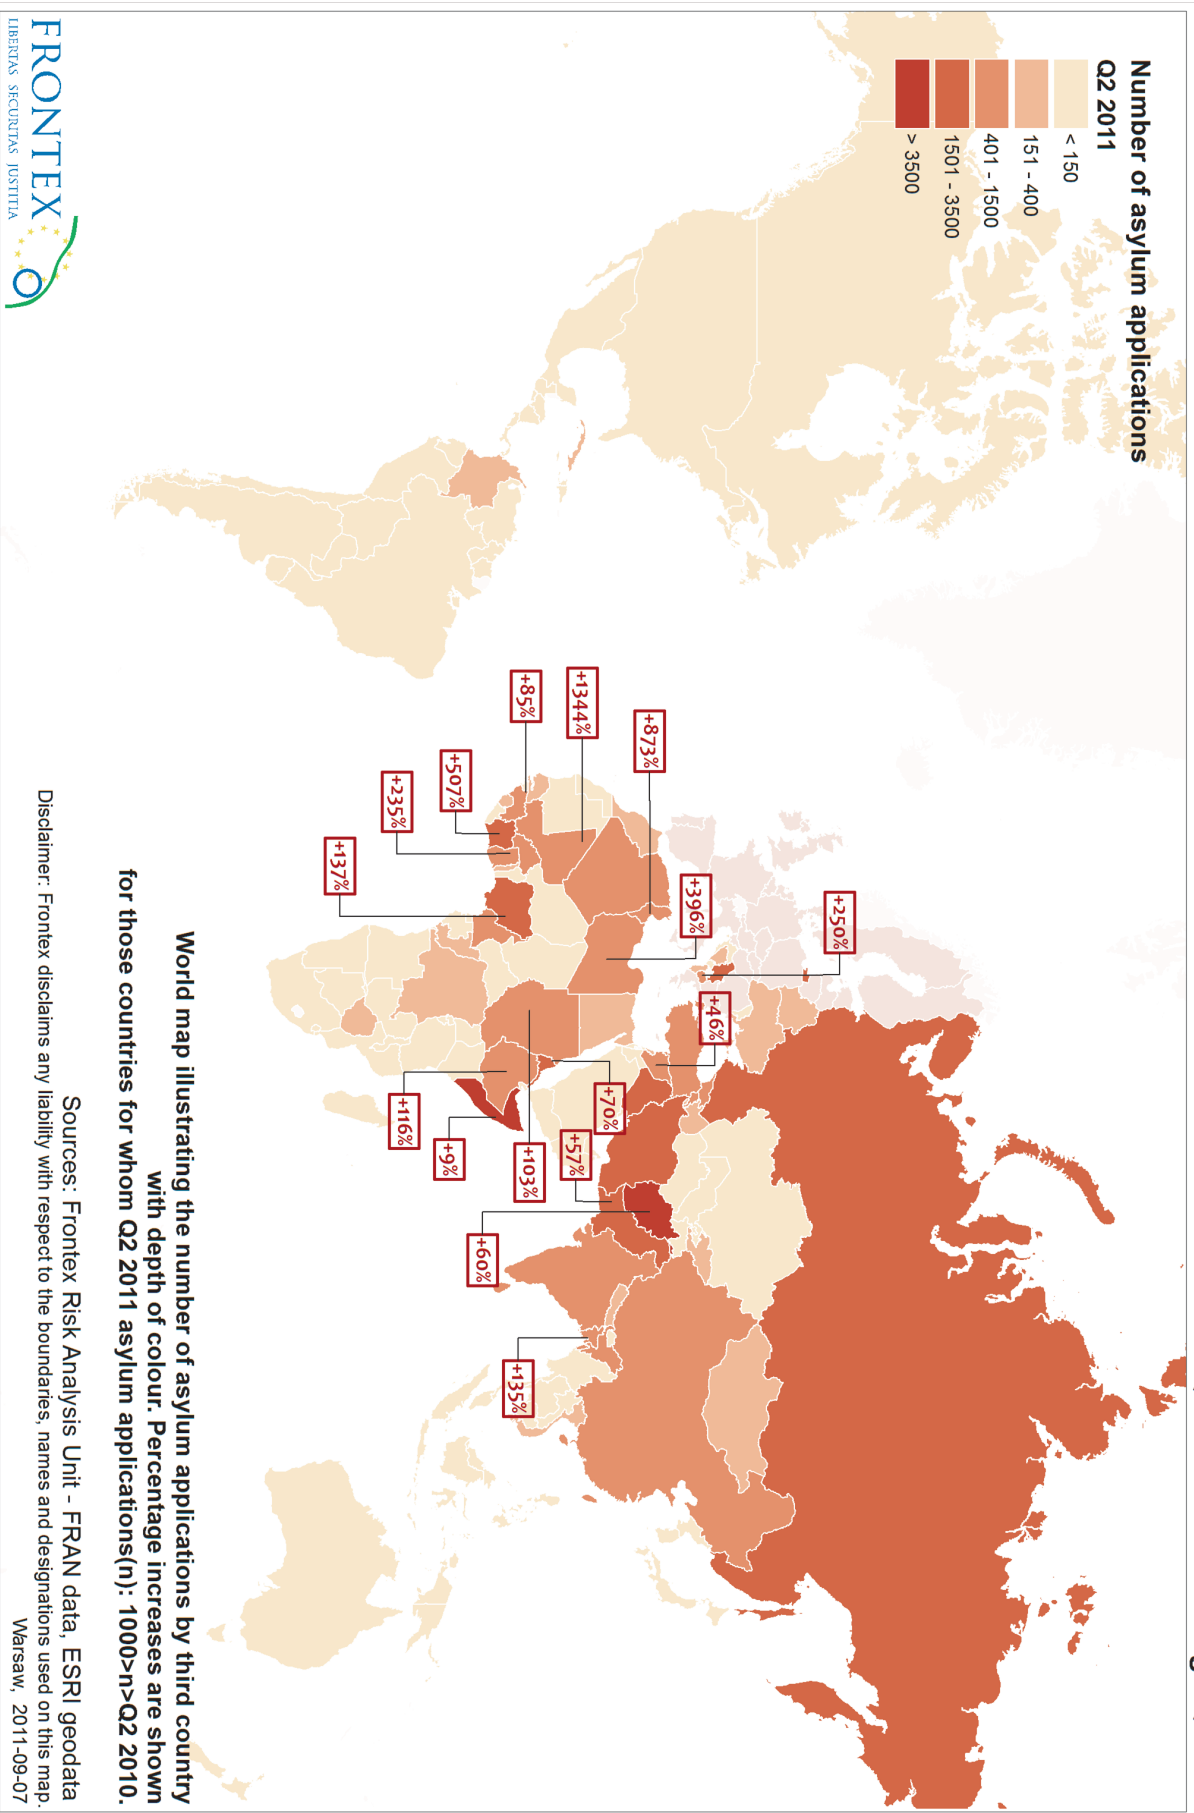 Number of asylum applications
Q2 2011
< 150
151 - 400
401 - 1500
1501 - 3500
> 3500
+250%
+873%
+396%
+46%
+1344%
+70%
+85%
+57%
+507%
+103%
+60%
+235%
+9%
+135%
+137%
+116%
World map illustrating the number of asylum applications by third country
with depth of colour. Percentage increases are shown
for those countries for whom Q2 2011 asylum applications(n): 1000>n>Q2 2010.
Sources: Frontex Risk Analysis Unit - FRAN data, ESRI geodata
Disclaimer: Frontex disclaims any liability with respect to the boundaries, names and designations used on this map.
Warsaw, 2011-09-07
FRONTEX
LIBERTAS SECURITAS JUSTITIA